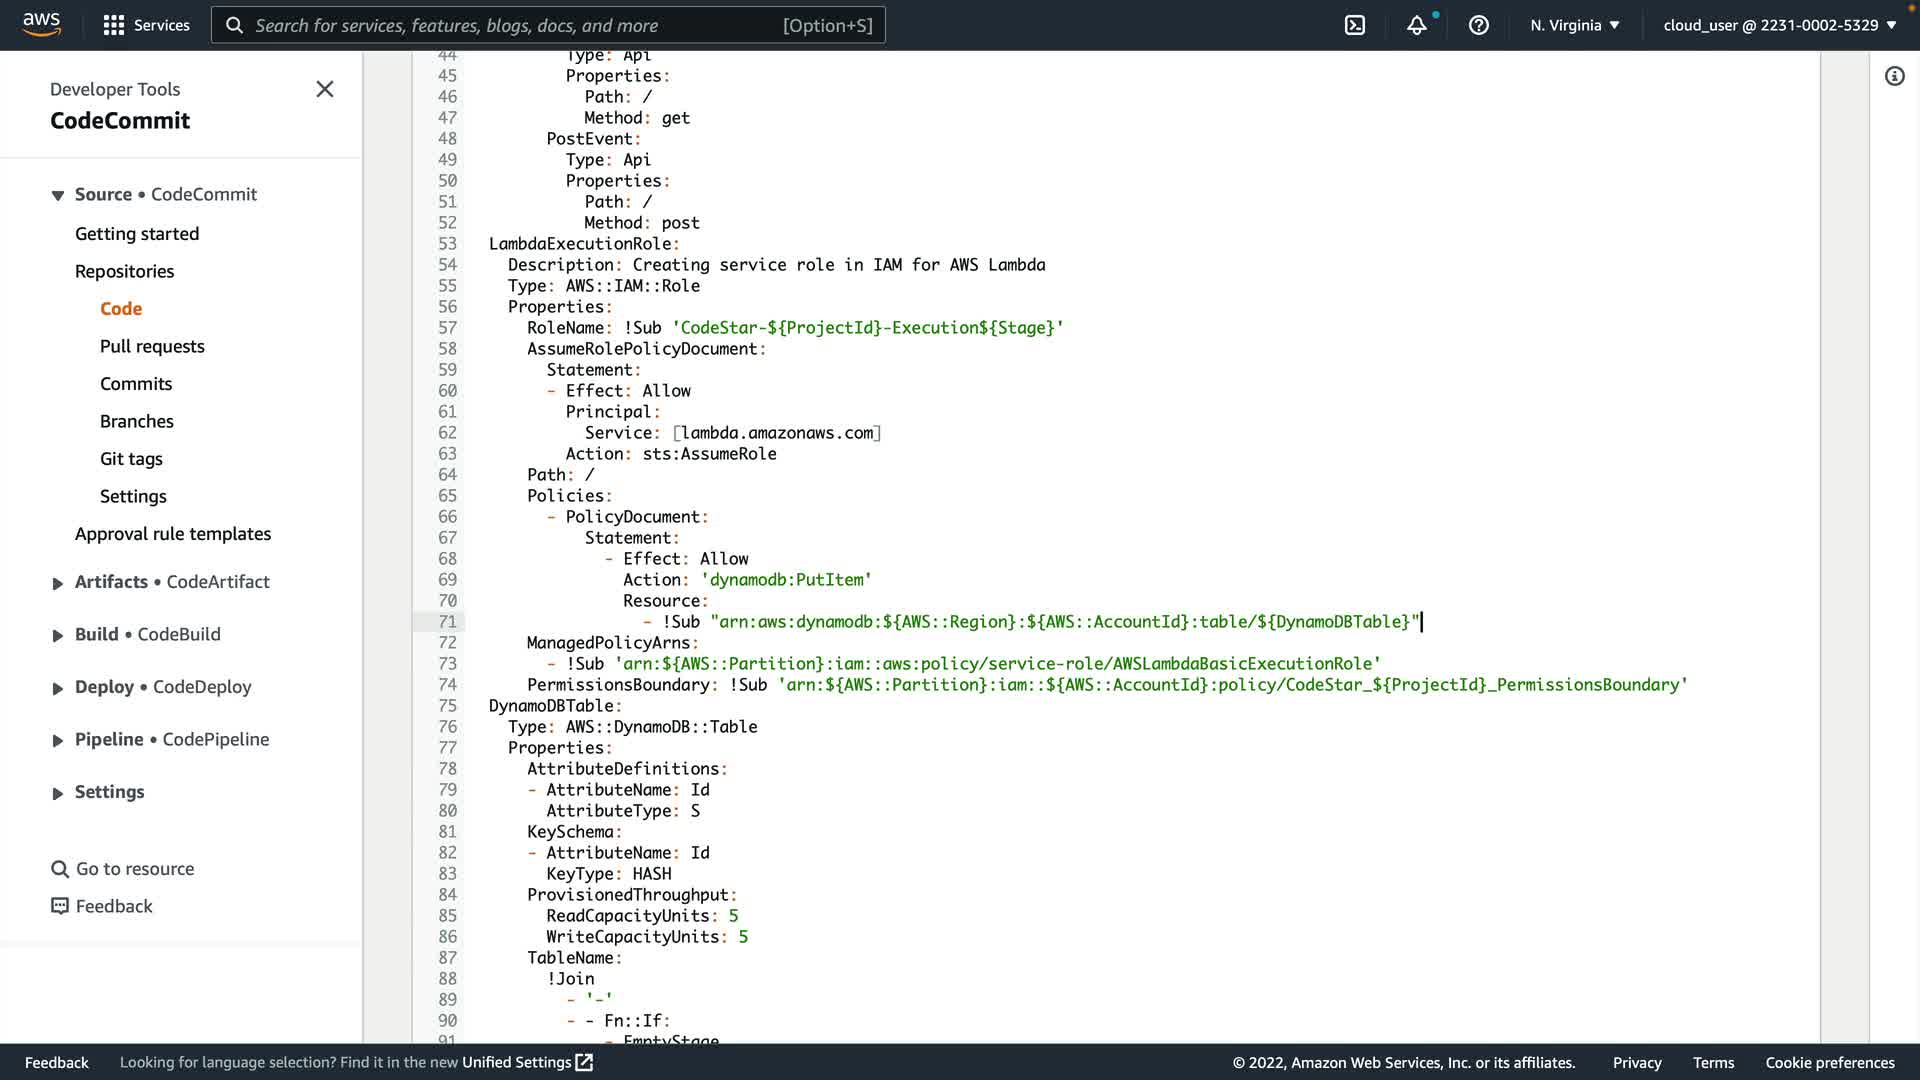 aws
Services
Search for services, features, blogs, docs, and more
[Option+S]
N. Virginia ▼
cloud_user @ 2231-0002-5329 ▼
Developer Tools
CodeCommit
Source • CodeCommit
Getting started
Repositories
Code
Pull requests
Commits
Branches
Git tags
Settings
Approval rule templates
Artifacts • CodeArtifact
Build • CodeBuild
Deploy • CodeDeploy
Pipeline • CodePipeline
Settings
Go to resource
Feedback
44 Type: Api
45 Properties:
46 Path: /
47 Method: get
48 PostEvent:
49 Type: Api
50 Properties:
51 Path: /
52 Method: post
53 LambdaExecutionRole:
54 Description: Creating service role in IAM for AWS Lambda
55 Type: AWS::IAM::Role
56 Properties:
57 RoleName: !Sub 'CodeStar-${ProjectId}-Execution${Stage}'
58 AssumeRolePolicyDocument:
59 Statement:
60 - Effect: Allow
61 Principal:
62 Service: [lambda.amazonaws.com]
63 Action: sts:AssumeRole
64 Path: /
65 Policies:
66 - PolicyDocument:
67 Statement:
68 - Effect: Allow
69 Action: 'dynamodb:PutItem'
70 Resource:
71 - !Sub "arn:aws:dynamodb:${AWS::Region}:${AWS::AccountId}:table/${DynamoDBTable}"
72 ManagedPolicyArns:
73 - !Sub 'arn:${AWS::Partition}:iam::aws:policy/service-role/AWSLambdaBasicExecutionRole'
74 PermissionsBoundary: !Sub 'arn:${AWS::Partition}:iam::${AWS::AccountId}:policy/CodeStar_${ProjectId}_PermissionsBoundary'
75 DynamoDBTable:
76 Type: AWS::DynamoDB::Table
77 Properties:
78 AttributeDefinitions:
79 - AttributeName: Id
80 AttributeType: S
81 KeySchema:
82 - AttributeName: Id
83 KeyType: HASH
84 ProvisionedThroughput:
85 ReadCapacityUnits: 5
86 WriteCapacityUnits: 5
87 TableName:
88 !Join
89 - '-'
90 - - Fn::If:
91 - EmptyStage
Feedback
Looking for language selection? Find it in the new Unified Settings
© 2022, Amazon Web Services, Inc. or its affiliates.
Privacy
Terms
Cookie preferences